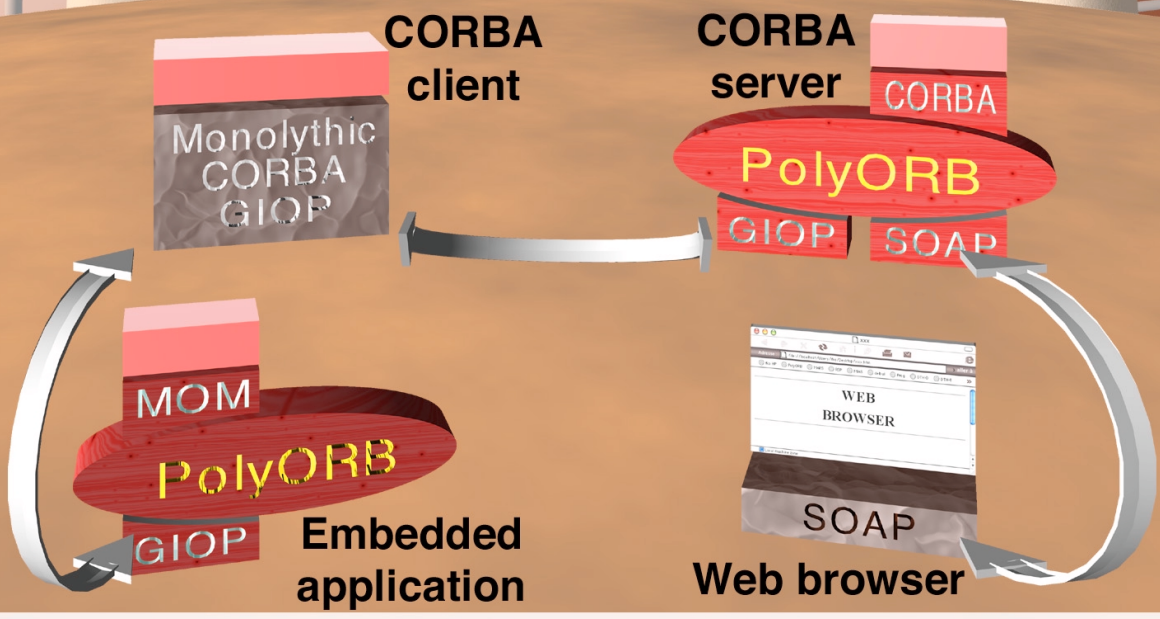 CORBA
client
Monolythic
CORBA
GIOP
CORBA
server
CORBA
PolyORB
GIOP
SOAP
MOM
PolyORB
GIOP
Embedded
application
WEB
BROWSER
SOAP
Web browser